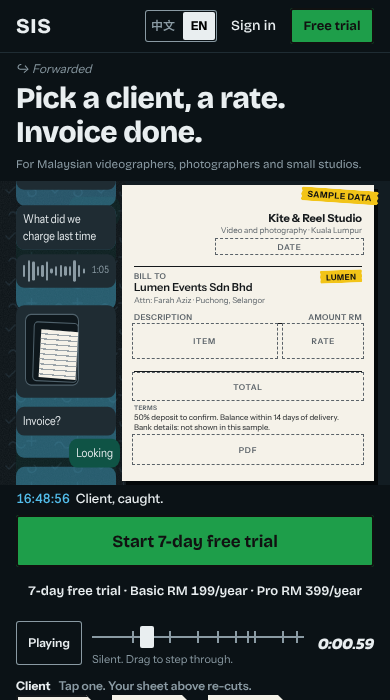 SIS
中文 EN
Sign in
Free trial
↪ Forwarded
Pick a client, a rate.
Invoice done.
For Malaysian videographers, photographers and small studios.
What did we
charge last time
1:05
Invoice?
Looking
SAMPLE DATA
Kite & Reel Studio
Video and photography · Kuala Lumpur
DATE
BILL TO
LUMEN
Lumen Events Sdn Bhd
Attn: Farah Aziz · Puchong, Selangor
DESCRIPTION AMOUNT RM
ITEM RATE
TOTAL
TERMS
50% deposit to confirm. Balance within 14 days of delivery.
Bank details: not shown in this sample.
PDF
16:48:56 Client, caught.
Start 7-day free trial
7-day free trial · Basic RM 199/year · Pro RM 399/year
Playing
0:00.59
Silent. Drag to step through.
Client Tap one. Your sheet above re-cuts.